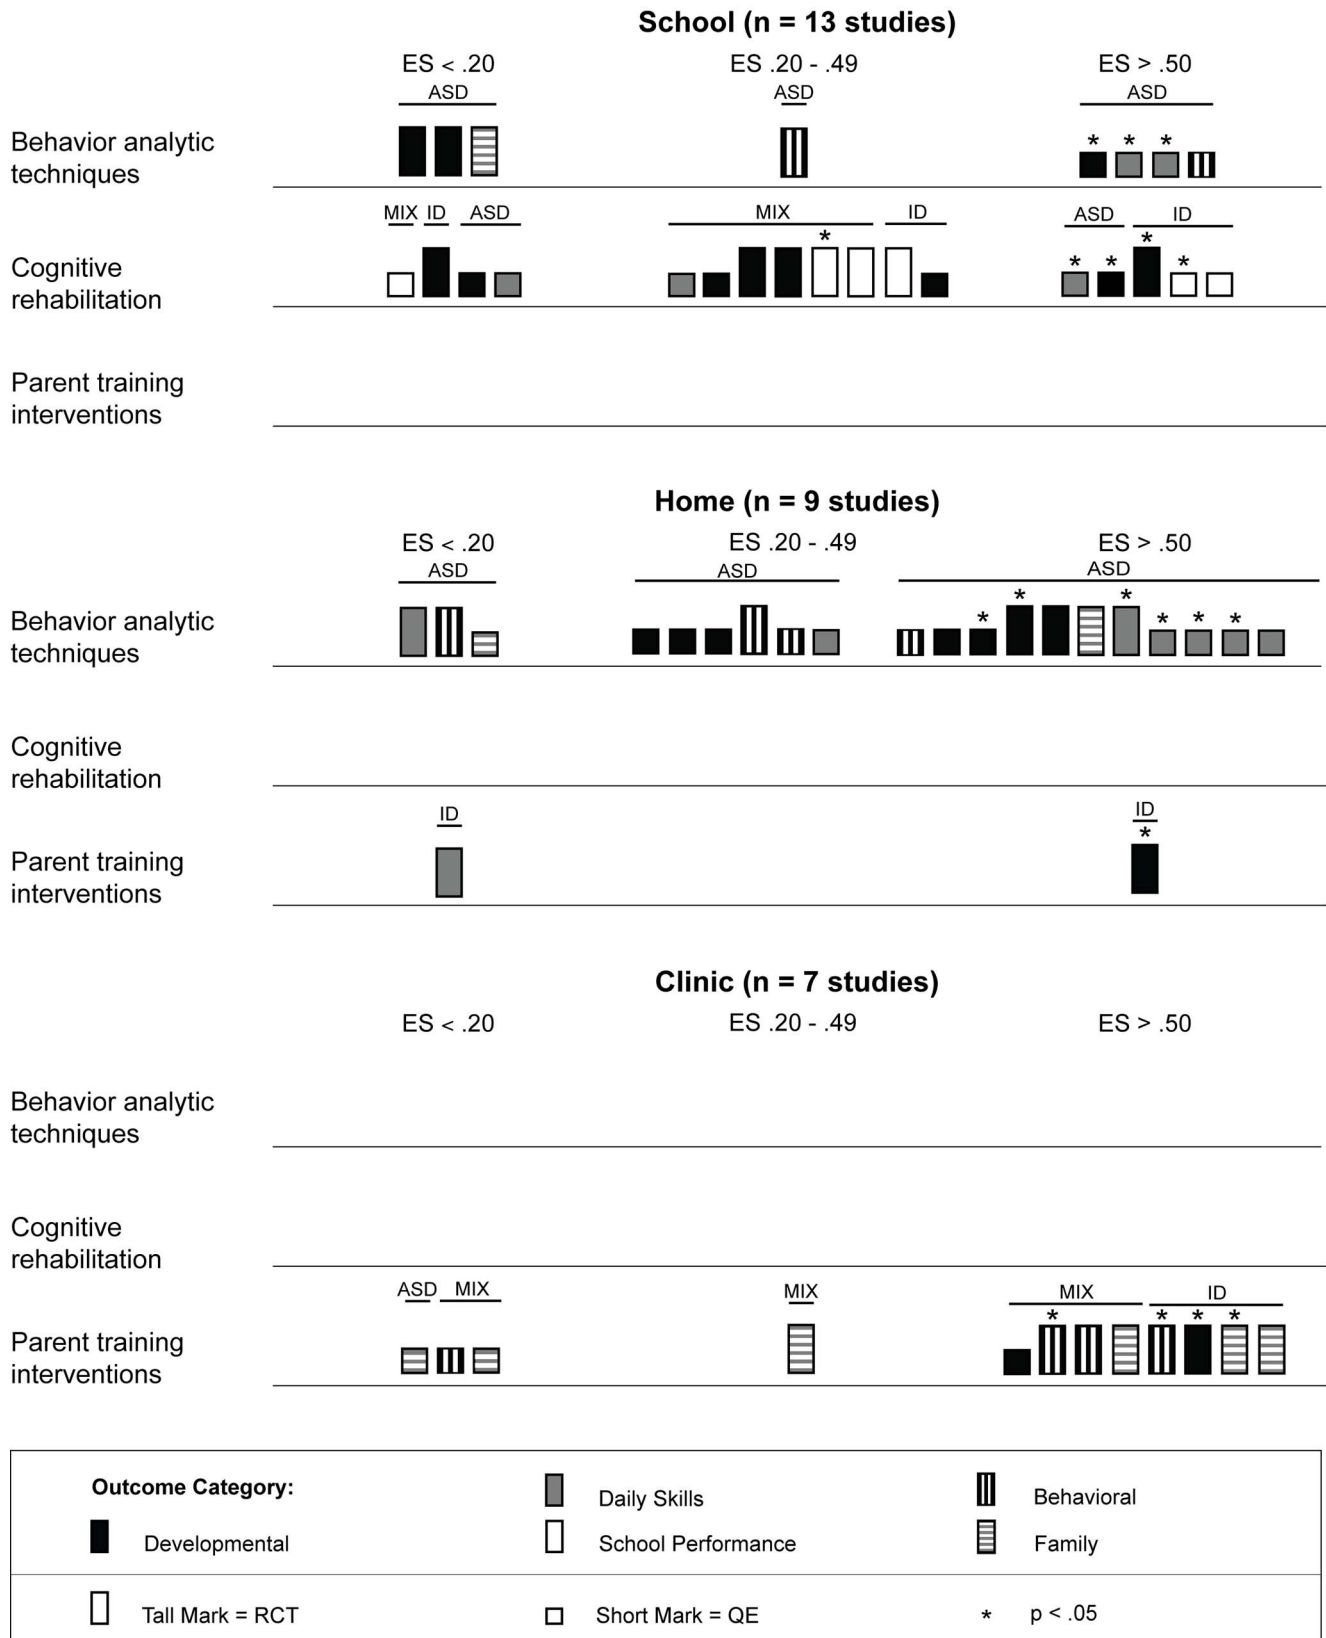 School (n = 13 studies)
ES < .20 ES .20 - .49 ES > .50
ASD ASD ASD
Behavior analytic
techniques
* * *
MIX ID ASD MIX ID ASD ID
Cognitive
rehabilitation
* * * * *
Parent training
interventions
Home (n = 9 studies)
ES < .20 ES .20 - .49 ES > .50
ASD ASD ASD
Behavior analytic
techniques
* * * * * *
Cognitive
rehabilitation
ID ID
*
Parent training
interventions
Clinic (n = 7 studies)
ES < .20 ES .20 - .49 ES > .50
Behavior analytic
techniques
Cognitive
rehabilitation
ASD MIX MIX MIX ID
* * * *
Parent training
interventions
Outcome Category:
Daily Skills
Behavioral
Developmental
School Performance
Family
Tall Mark = RCT
Short Mark = QE
* p < .05